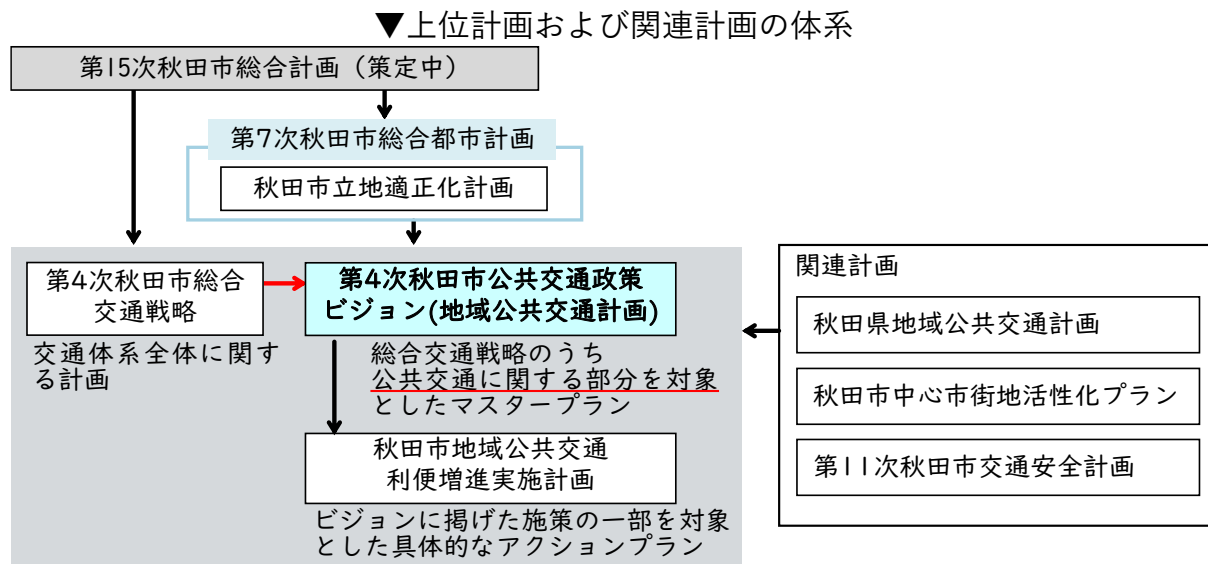 ▼上位計画および関連計画の体系
第15次秋田市総合計画（策定中）
第7次秋田市総合都市計画
秋田市立地適正化計画
第4次秋田市総合
交通戦略
交通体系全体に関す
る計画
第4次秋田市公共交通政策
ビジョン(地域公共交通計画)
総合交通戦略のうち
公共交通に関する部分を対象
としたマスタープラン
秋田市地域公共交通
利便増進実施計画
ビジョンに掲げた施策の一部を対象
とした具体的なアクションプラン
関連計画
秋田県地域公共交通計画
秋田市中心市街地活性化プラン
第11次秋田市交通安全計画